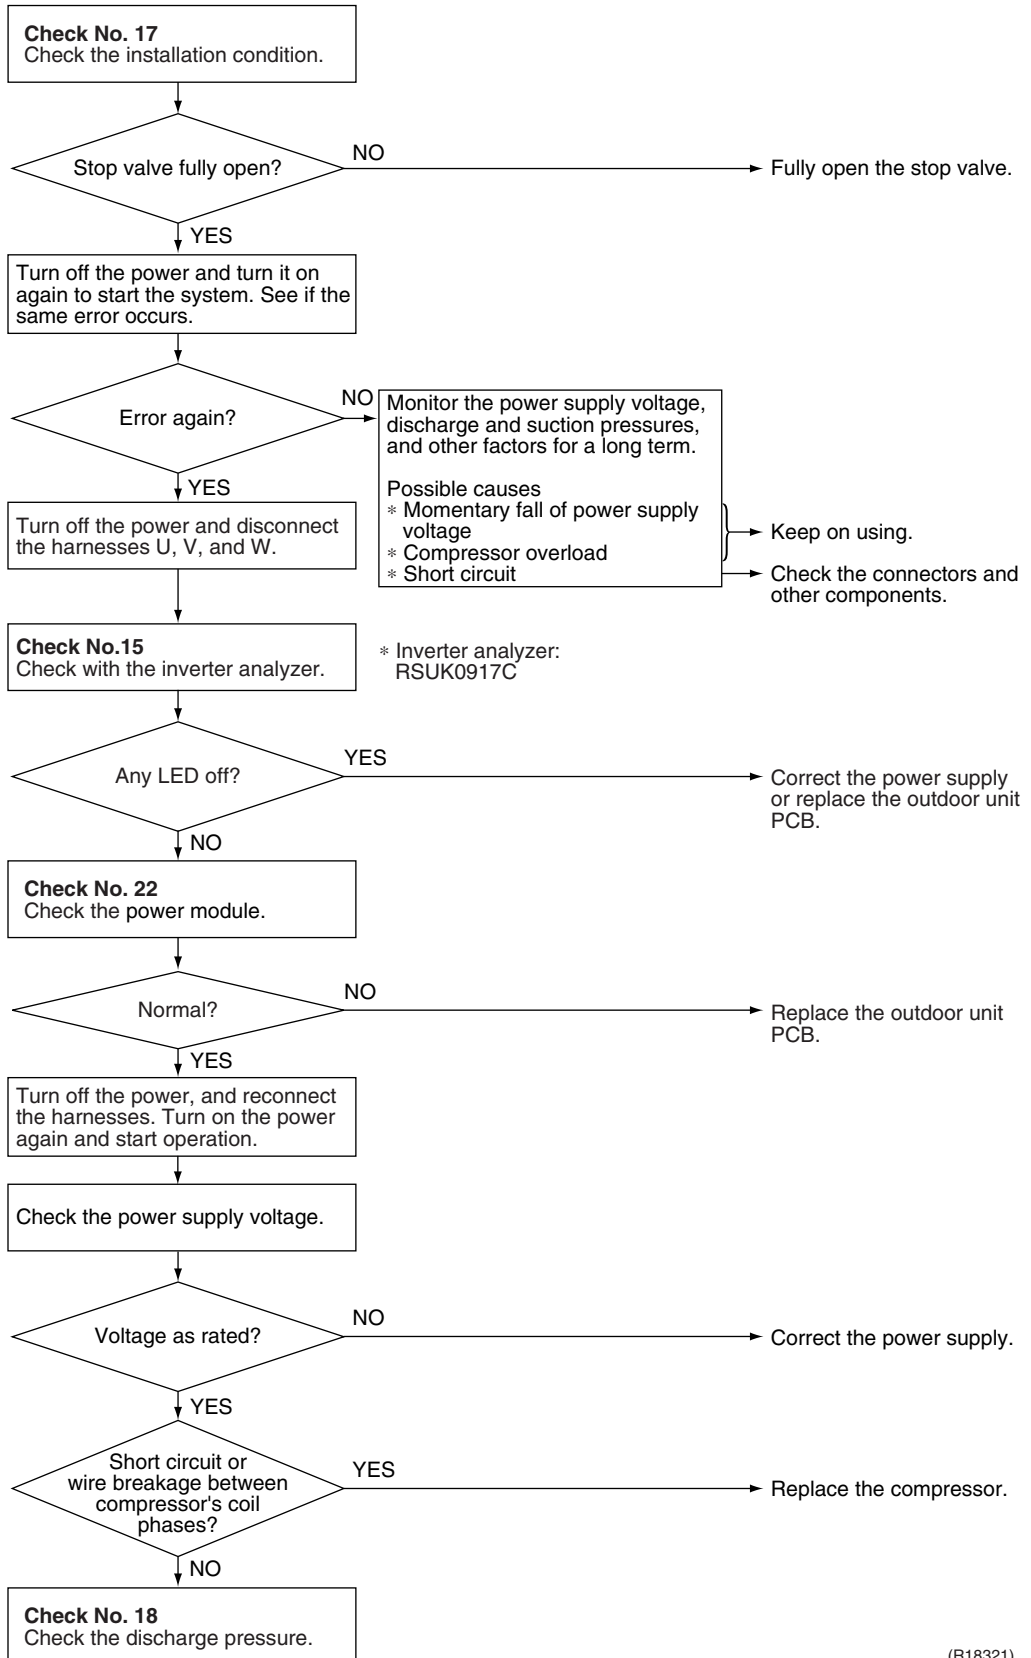 Check No. 17
Check the installation condition.
Stop valve fully open?
NO
Fully open the stop valve.
YES
Turn off the power and turn it on
again to start the system. See if the
same error occurs.
Error again?
NO
Monitor the power supply voltage,
discharge and suction pressures,
and other factors for a long term.
Possible causes
* Momentary fall of power supply
voltage
* Compressor overload
* Short circuit
Keep on using.
Check the connectors and
other components.
YES
Turn off the power and disconnect
the harnesses U, V, and W.
Check No.15
Check with the inverter analyzer.
* Inverter analyzer:
RSUK0917C
Any LED off?
YES
Correct the power supply
or replace the outdoor unit
PCB.
NO
Check No. 22
Check the power module.
Normal?
NO
Replace the outdoor unit
PCB.
YES
Turn off the power, and reconnect
the harnesses. Turn on the power
again and start operation.
Check the power supply voltage.
Voltage as rated?
NO
Correct the power supply.
YES
Short circuit or
wire breakage between
compressor's coil
phases?
YES
Replace the compressor.
NO
Check No. 18
Check the discharge pressure.
(R18321)